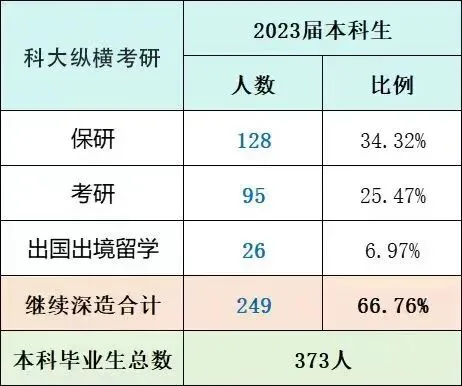 科大纵横考研
2023届本科生
人数 比例
保研 128 34.32%
考研 95 25.47%
出国出境留学 26 6.97%
继续深造合计 249 66.76%
本科毕业生总数 373人